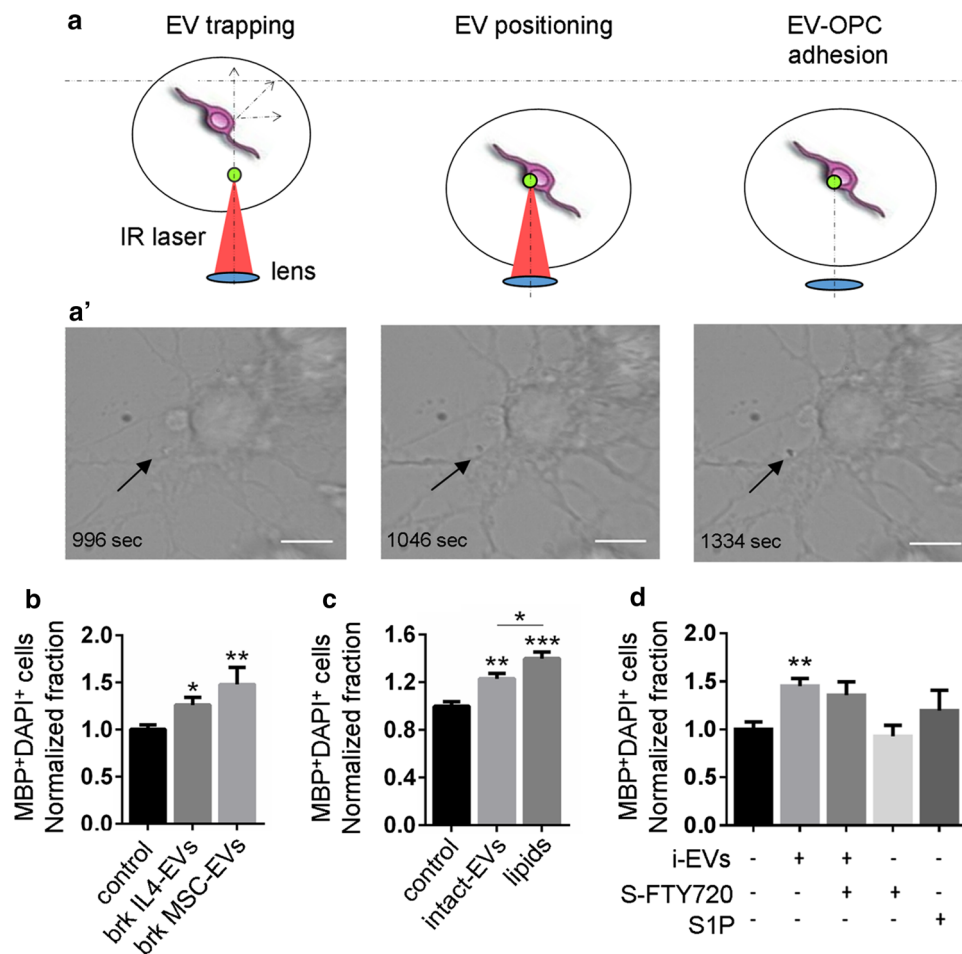 a
EV trapping
EV positioning
EV-OPC
adhesion
IR laser
lens
a’
996 sec
1046 sec
1334 sec
b
MBP⁺DAPI⁺ cells
Normalized fraction
2.0
1.5
1.0
0.5
0.0
*
**
control
brk IL4-EVs
brk MSC-EVs
c
MBP⁺DAPI⁺ cells
Normalized fraction
1.6
1.2
0.8
0.4
0.0
*
**
***
control
intact-EVs
lipids
d
MBP⁺DAPI⁺ cells
Normalized fraction
2.0
1.5
1.0
0.5
0.0
**
i-EVs - + + - -
S-FTY720 - - + + -
S1P - - - - +